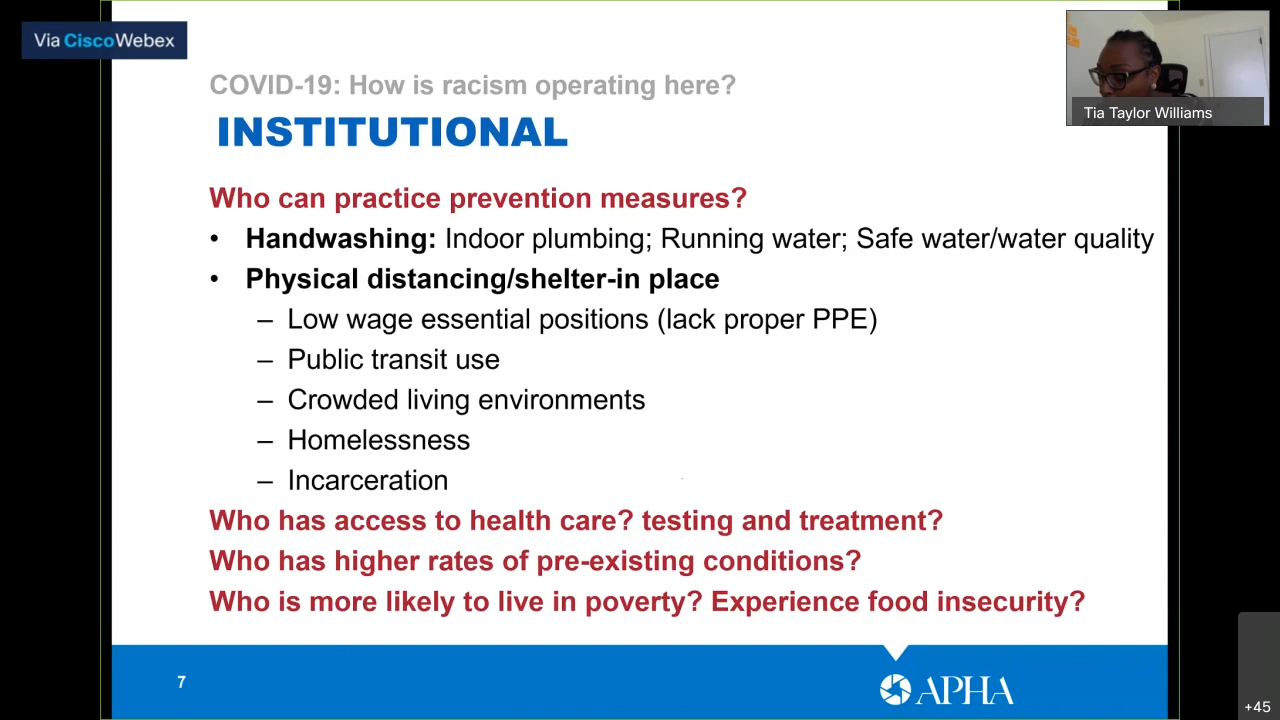 Via CiscoWebex
COVID-19: How is racism operating here?
INSTITUTIONAL
Tia Taylor Williams
Who can practice prevention measures?
• Handwashing: Indoor plumbing; Running water; Safe water/water quality
• Physical distancing/shelter-in place
– Low wage essential positions (lack proper PPE)
– Public transit use
– Crowded living environments
– Homelessness
– Incarceration
Who has access to health care? testing and treatment?
Who has higher rates of pre-existing conditions?
Who is more likely to live in poverty? Experience food insecurity?
7
APHA
+45